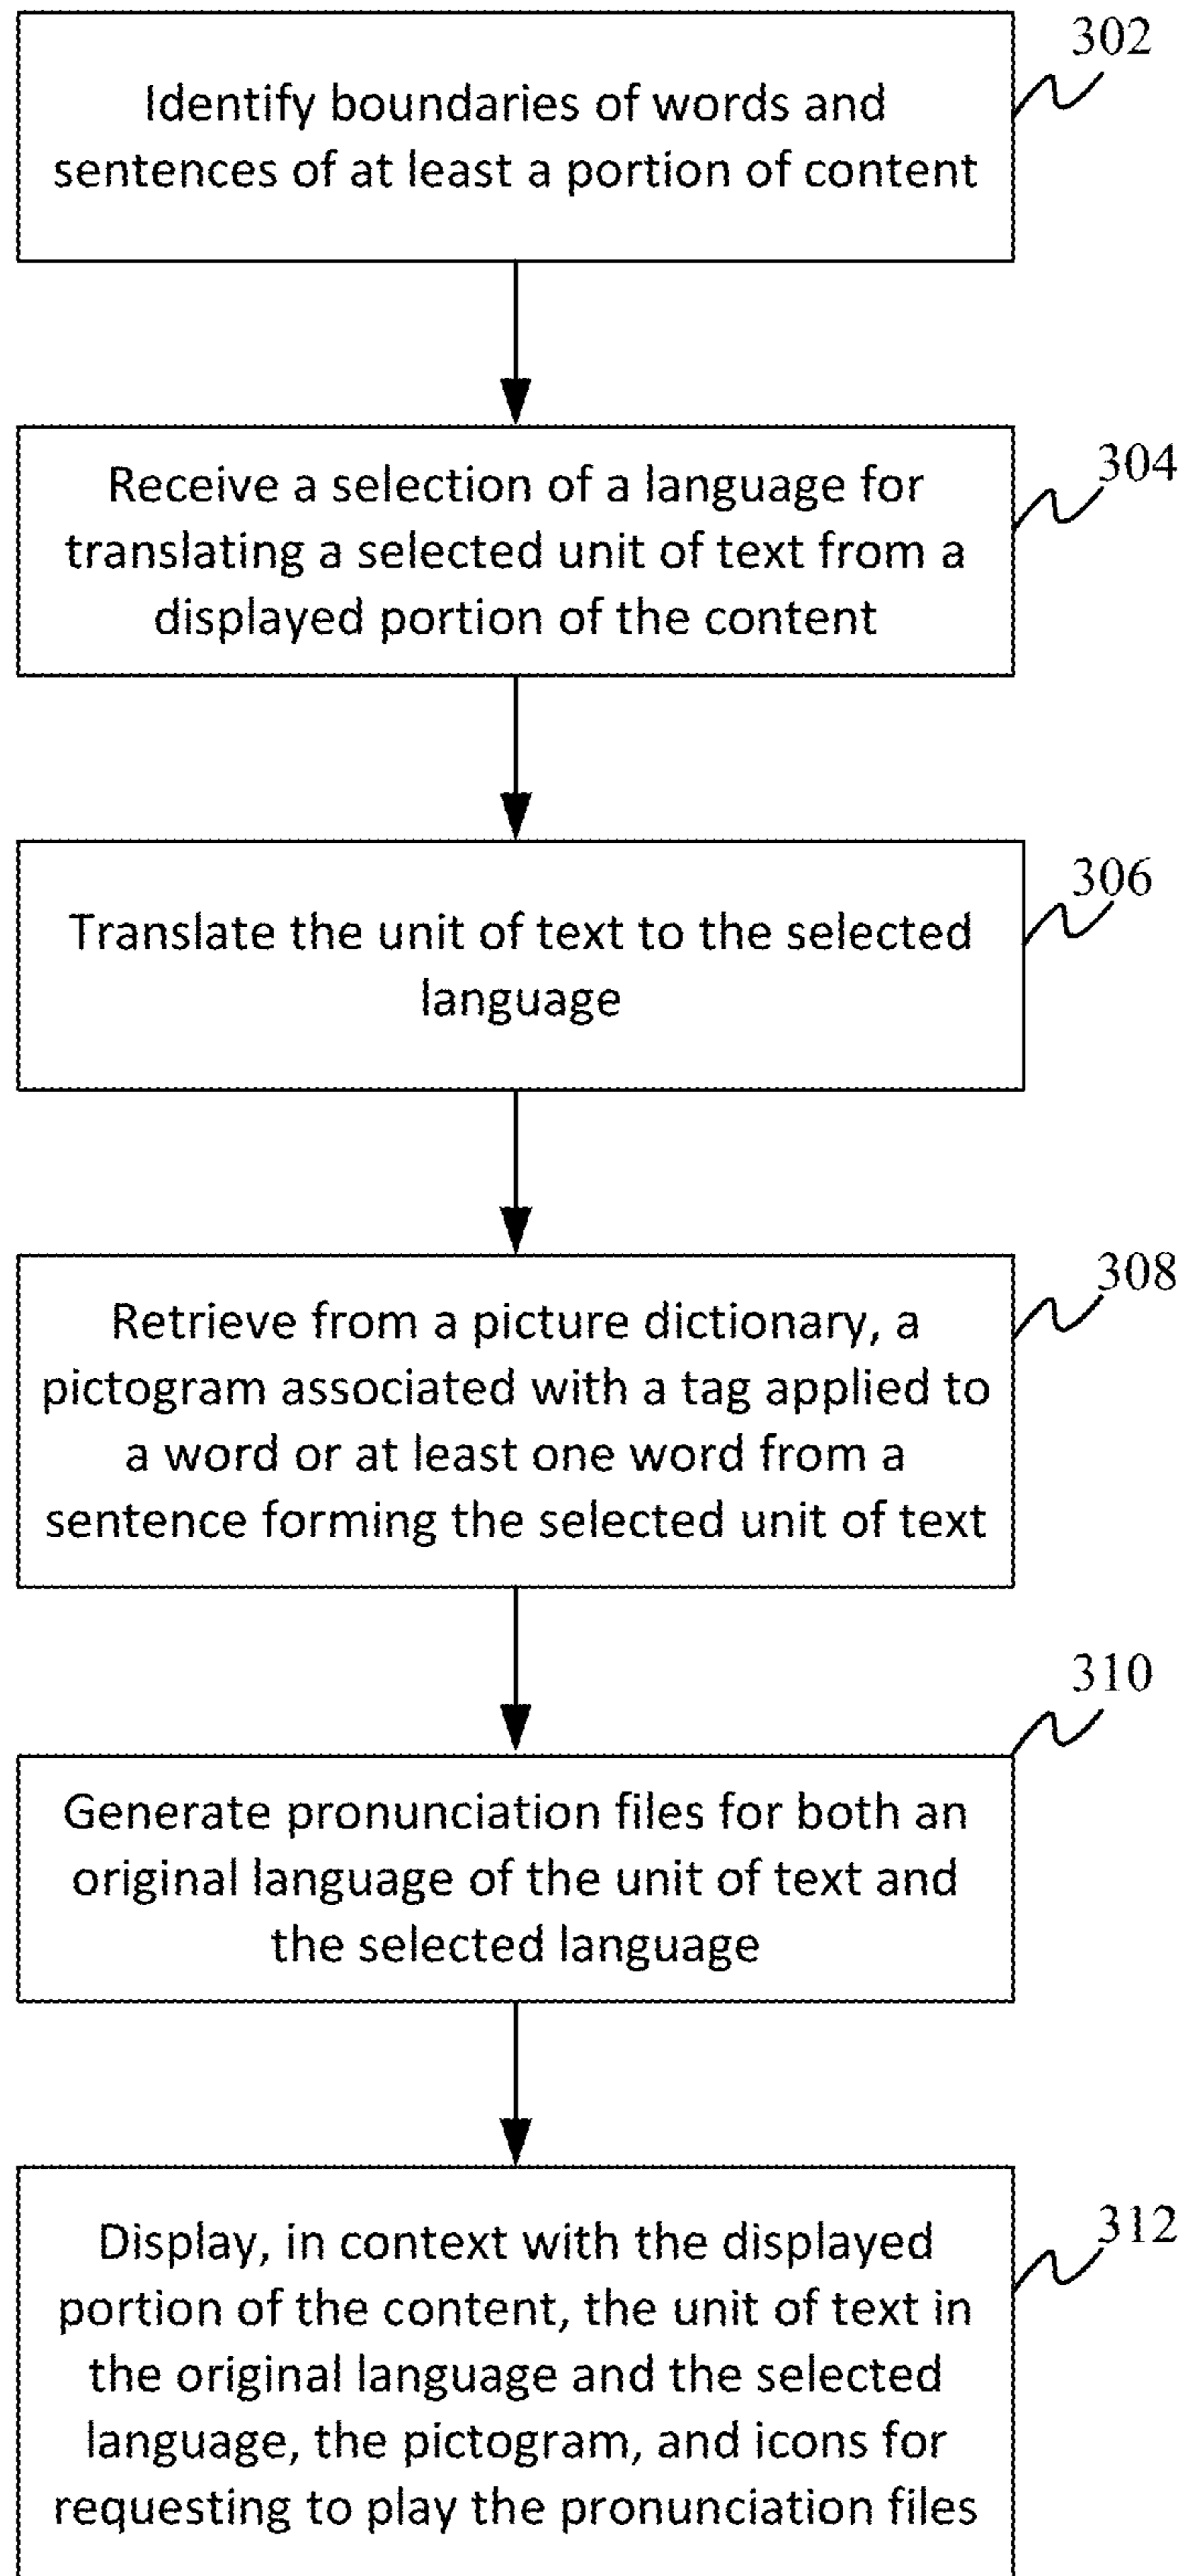 302
Identify boundaries of words and
sentences of at least a portion of content
304
Receive a selection of a language for
translating a selected unit of text from a
displayed portion of the content
306
Translate the unit of text to the selected
language
308
Retrieve from a picture dictionary, a
pictogram associated with a tag applied to
a word or at least one word from a
sentence forming the selected unit of text
310
Generate pronunciation files for both an
original language of the unit of text and
the selected language
312
Display, in context with the displayed
portion of the content, the unit of text in
the original language and the selected
language, the pictogram, and icons for
requesting to play the pronunciation files